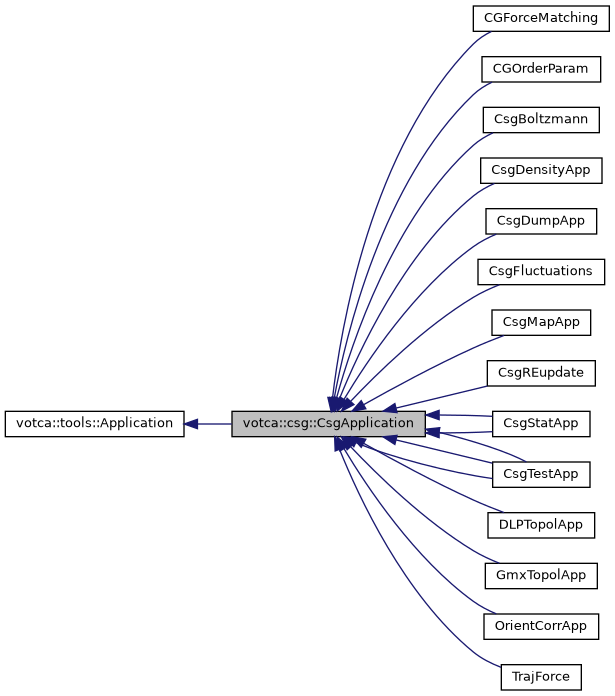 CGForceMatching
CGOrderParam
CsgBoltzmann
CsgDensityApp
CsgDumpApp
CsgFluctuations
CsgMapApp
CsgREupdate
votca::tools::Application
votca::csg::CsgApplication
CsgStatApp
CsgTestApp
DLPTopolApp
GmxTopolApp
OrientCorrApp
TrajForce